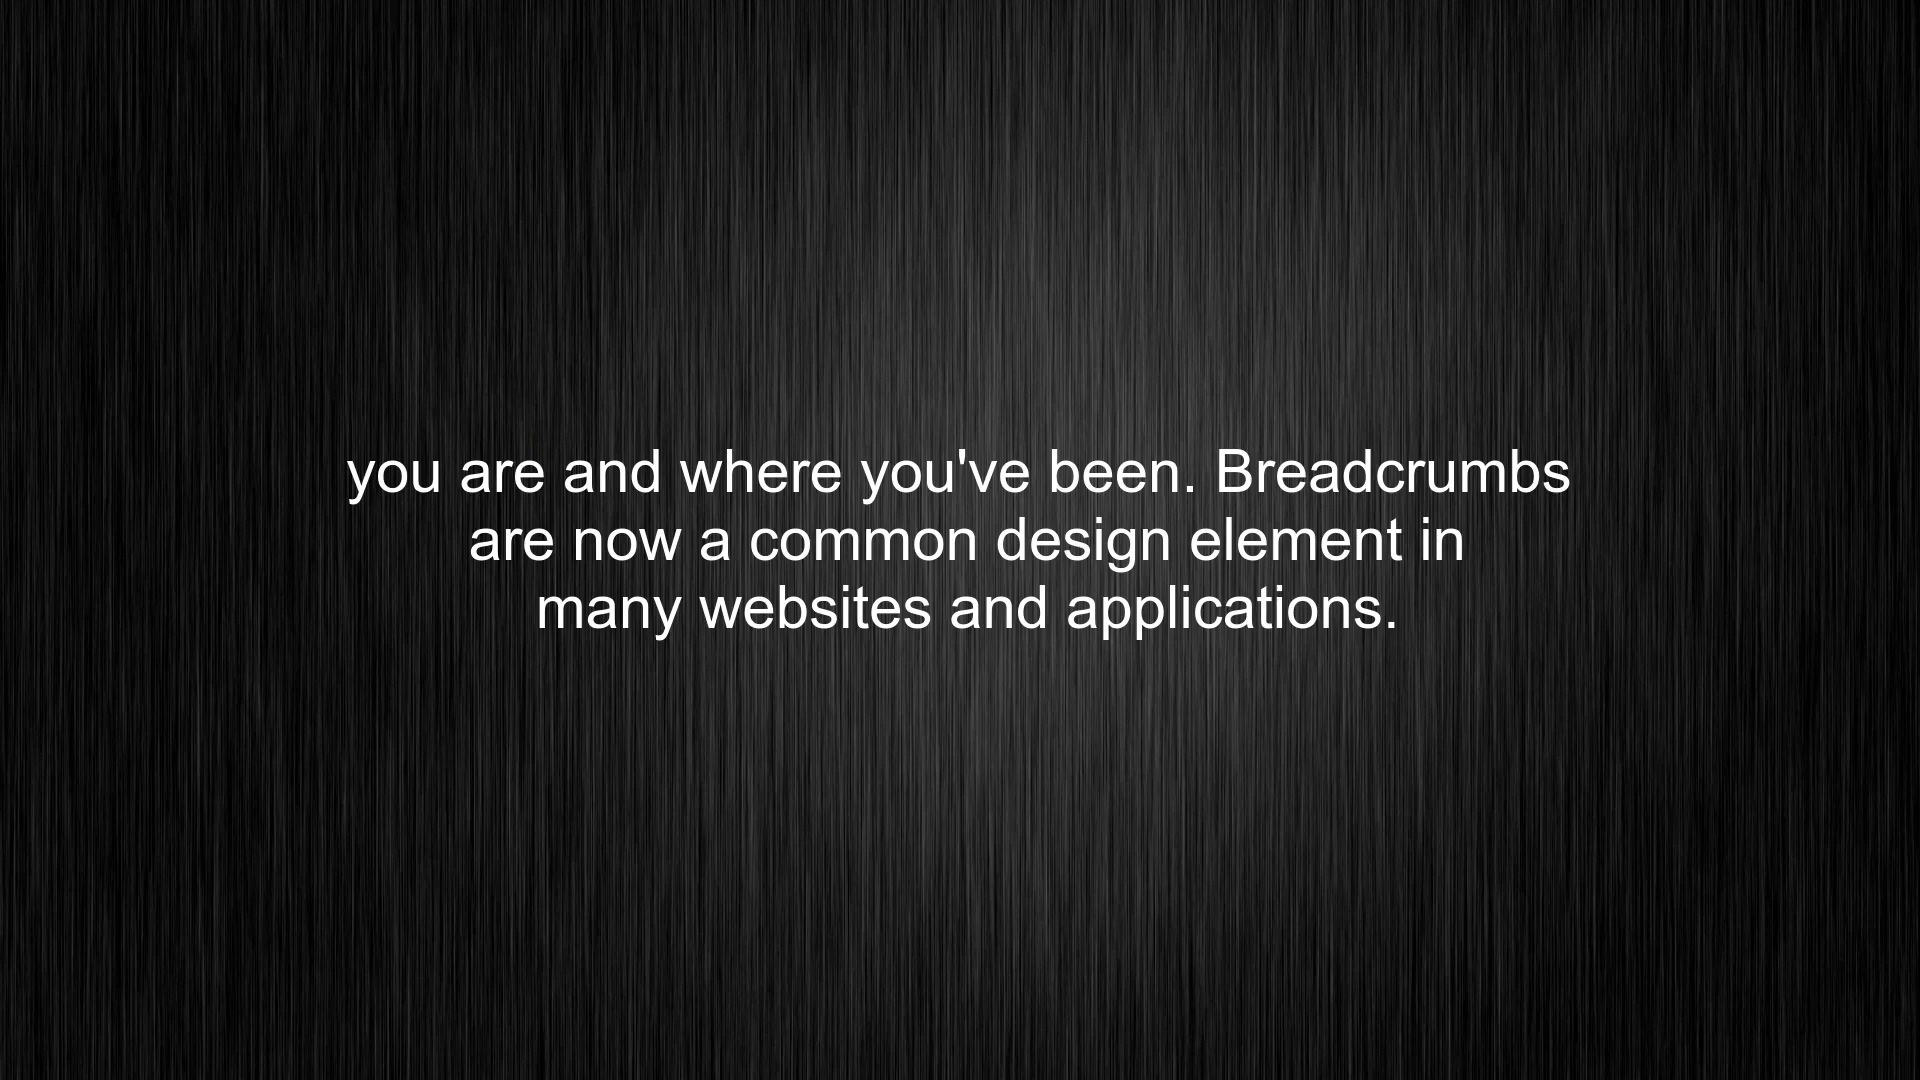 you are and where you've been. Breadcrumbs
are now a common design element in
many websites and applications.